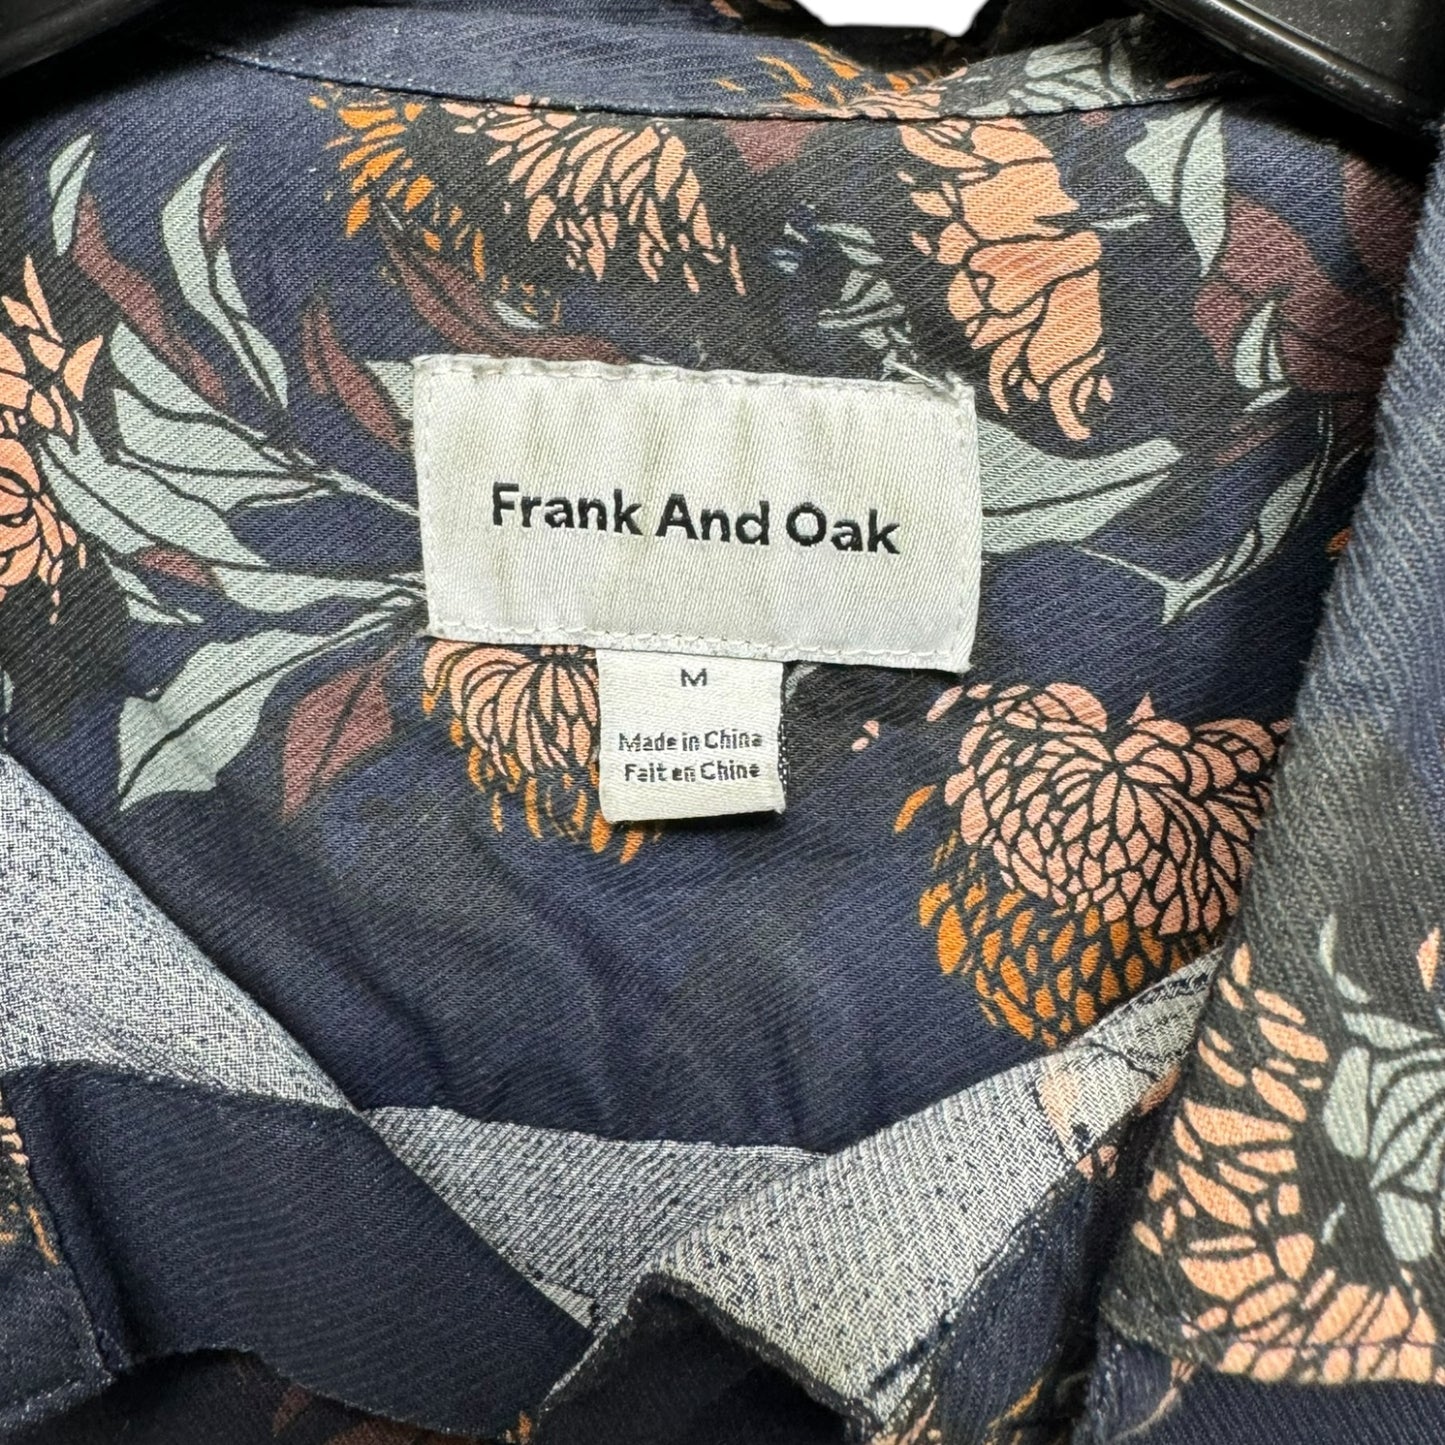 Frank And Oak
M
Made in China
Fait en Chine